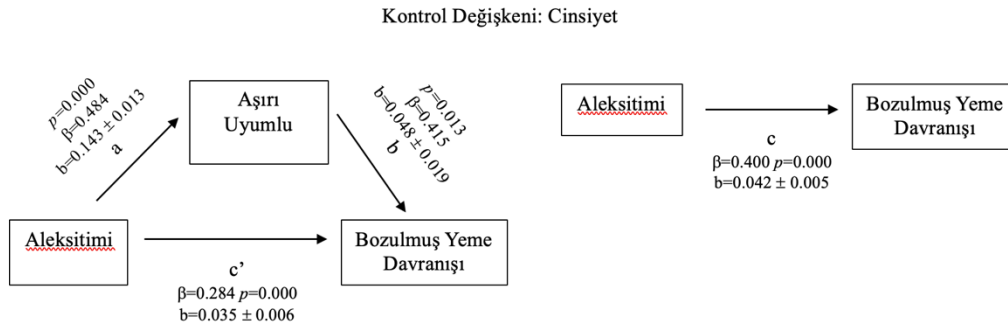 Kontrol Değişkeni: Cinsiyet
p=0.000
β=0.484
b=0.143 ± 0.013
a
Aşırı
Uyumlu
p=0.013
β=0.415
b=0.048 ± 0.019
b
Aleksitimi
Bozulmuş Yeme
Davranışı
c’
β=0.284 p=0.000
b=0.035 ± 0.006
Aleksitimi
Bozulmuş Yeme
Davranışı
c
β=0.400 p=0.000
b=0.042 ± 0.005